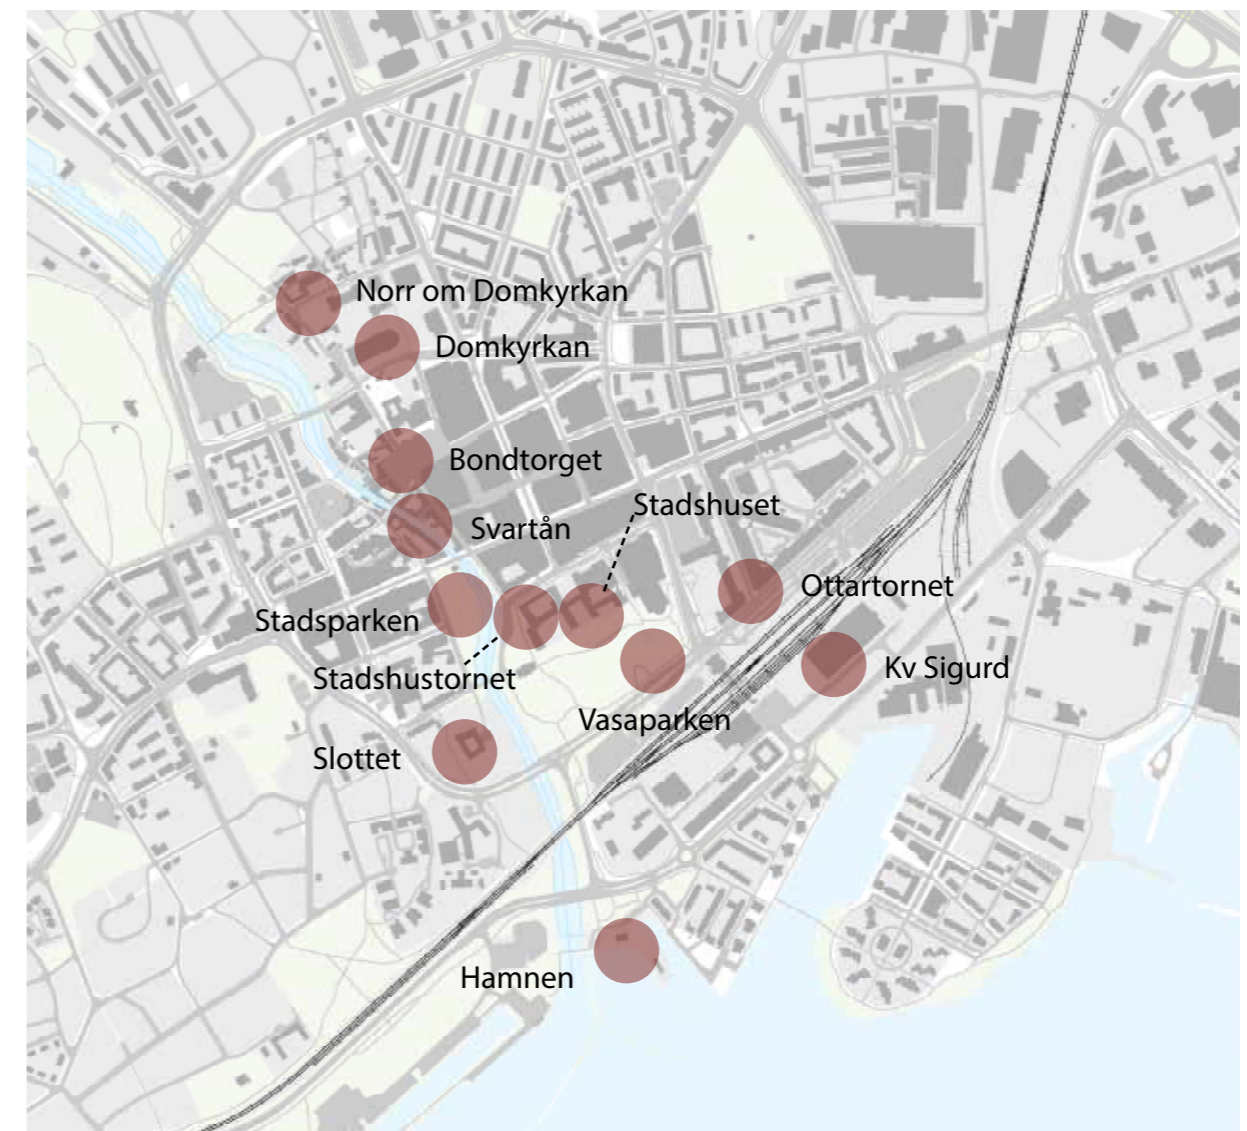 Norr om Domkyrkan
Domkyrkan
Bondtorget
Stadshuset
Svartån
Ottartornet
Stadsparken
Kv Sigurd
Stadshustornet
Vasaparken
Slottet
Hamnen